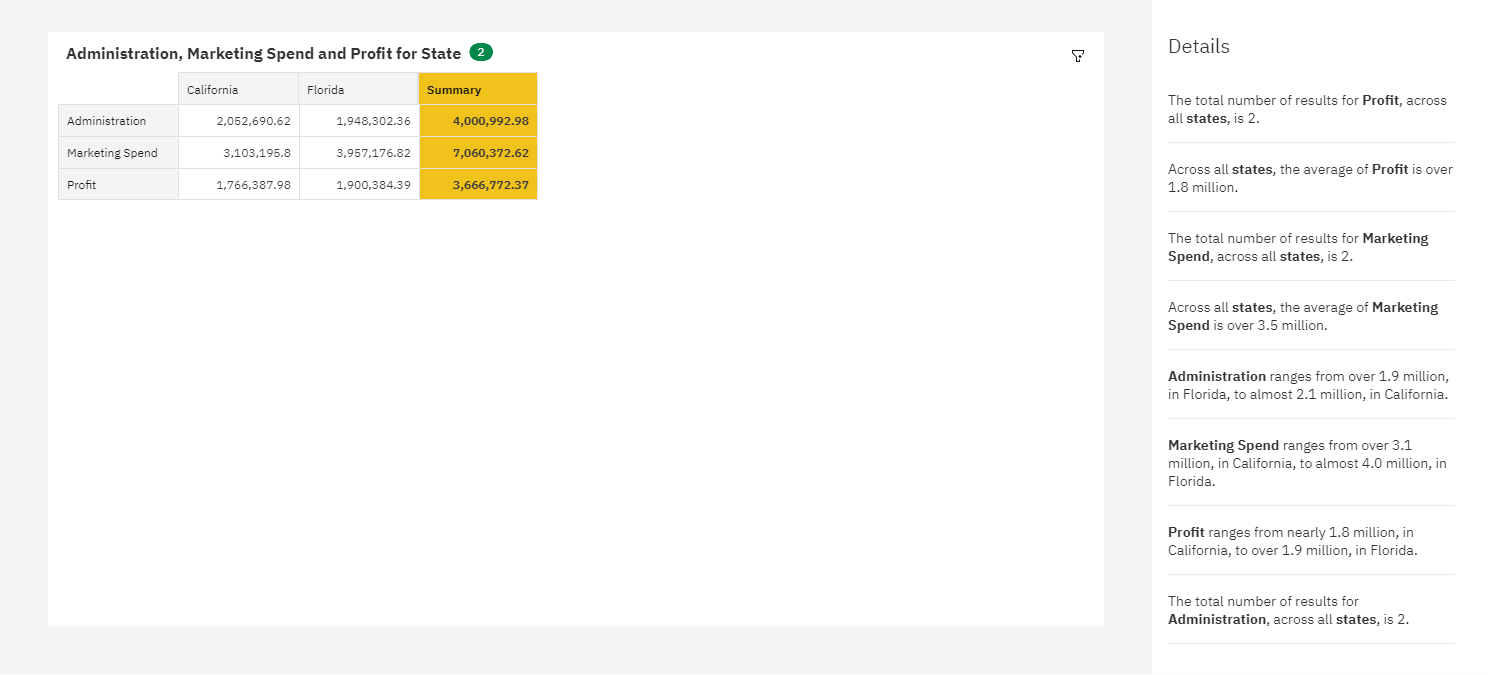 Administration, Marketing Spend and Profit for State 2
California Florida Summary
Administration 2,052,690.62 1,948,302.36 4,000,992.98
Marketing Spend 3,103,195.8 3,957,176.82 7,060,372.62
Profit 1,766,387.98 1,900,384.39 3,666,772.37
Details
The total number of results for Profit, across
all states, is 2.
Across all states, the average of Profit is over
1.8 million.
The total number of results for Marketing
Spend, across all states, is 2.
Across all states, the average of Marketing
Spend is over 3.5 million.
Administration ranges from over 1.9 million,
in Florida, to almost 2.1 million, in California.
Marketing Spend ranges from over 3.1
million, in California, to almost 4.0 million, in
Florida.
Profit ranges from nearly 1.8 million, in
California, to over 1.9 million, in Florida.
The total number of results for
Administration, across all states, is 2.